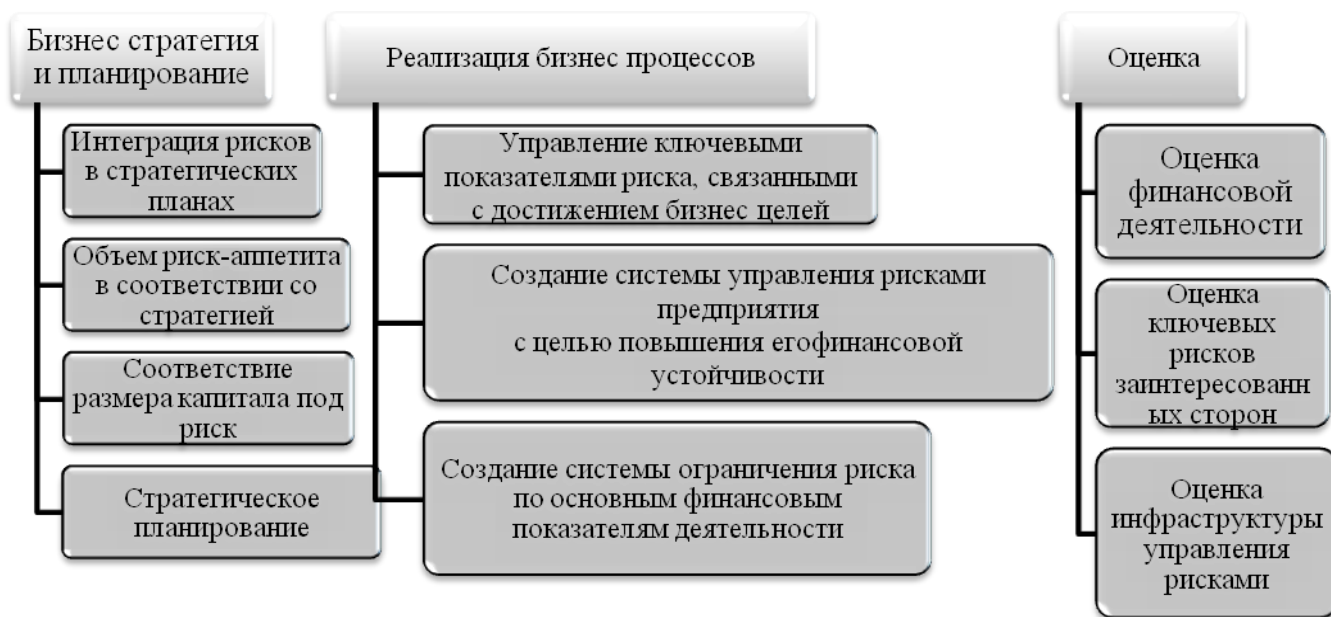 Бизнес стратегия
и планирование
Интеграция рисков
в стратегических
планах
Объем риск-аппетита
в соответствии со
стратегией
Соответствие
размера капитала под
риск
Стратегическое
планирование
Реализация бизнес процессов
Управление ключевыми
показателями риска, связанными
с достижением бизнес целей
Создание системы управления рисками
предприятия
с целью повышения егофинансовой
устойчивости
Создание системы ограничения риска
по основным финансовым
показателям деятельности
Оценка
Оценка
финансовой
деятельности
Оценка
ключевых
рисков
заинтересованн
ых сторон
Оценка
инфраструктуры
управления
рисками